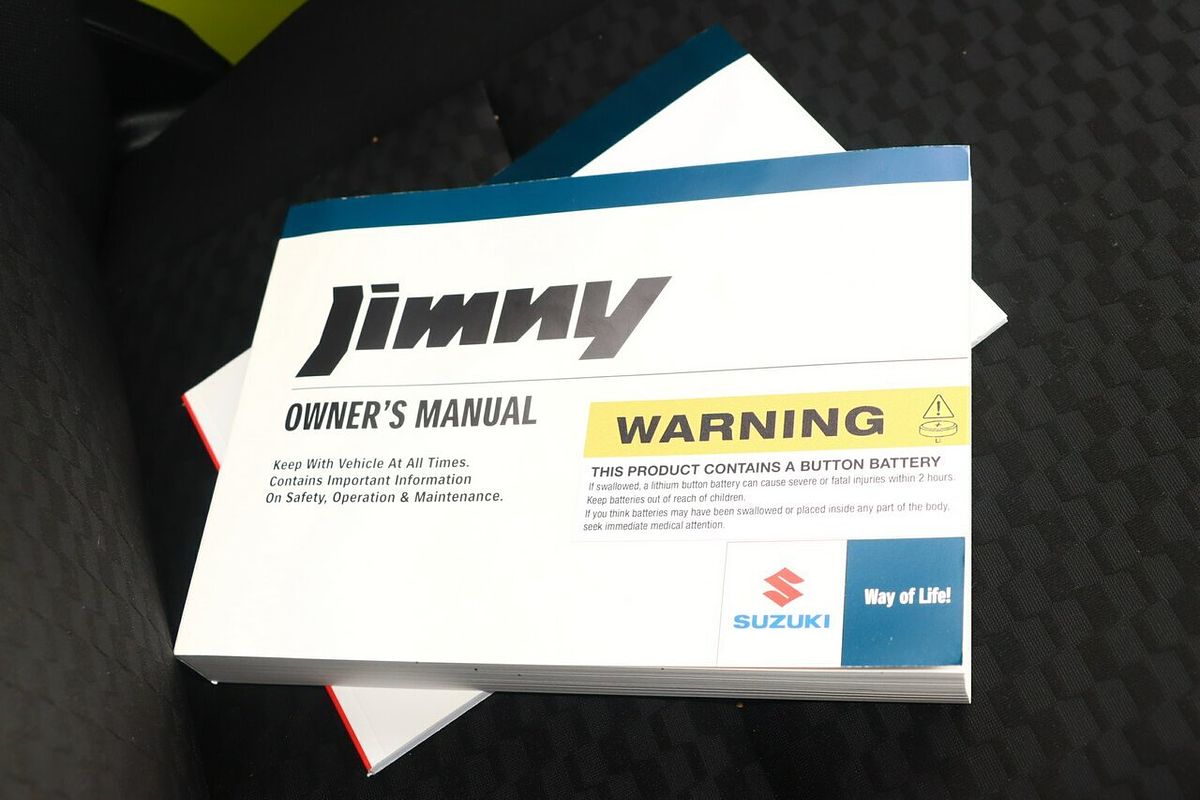 Jimny
OWNER'S MANUAL
Keep With Vehicle At All Times.
Contains Important Information
On Safety, Operation & Maintenance.
WARNING
THIS PRODUCT CONTAINS A BUTTON BATTERY
If swallowed, a lithium button battery can cause severe or fatal injuries within 2 hours.
Keep batteries out of reach of children.
If you think batteries may have been swallowed or placed inside any part of the body,
seek immediate medical attention.
SUZUKI
Way of Life!